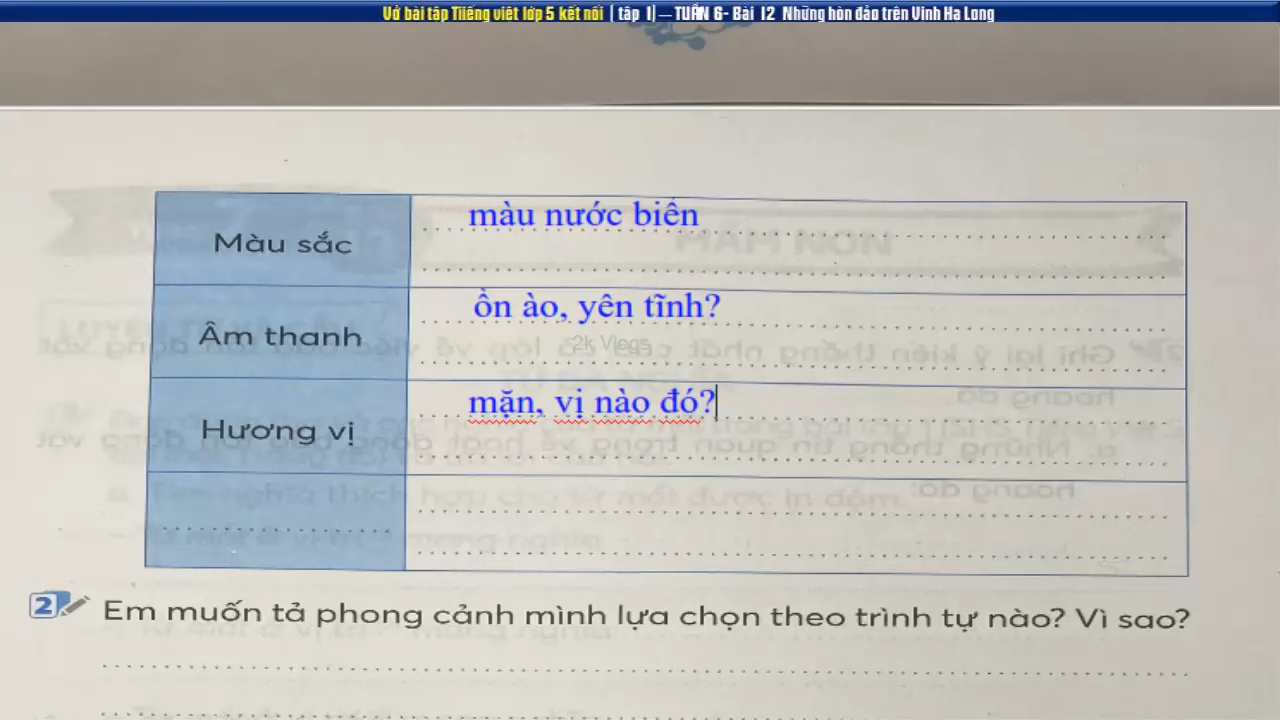 Vở bài tập Tiếng việt lớp 5 kết nối ( tập 1) — TUẦN 6- Bài 12 Những hòn đảo trên Vịnh Hạ Long
Màu sắc
màu nước biển
Âm thanh
ồn ào, yên tĩnh?
2k Vlogs
Hương vị
mặn, vị nào đó?
2 Em muốn tả phong cảnh mình lựa chọn theo trình tự nào? Vì sao?